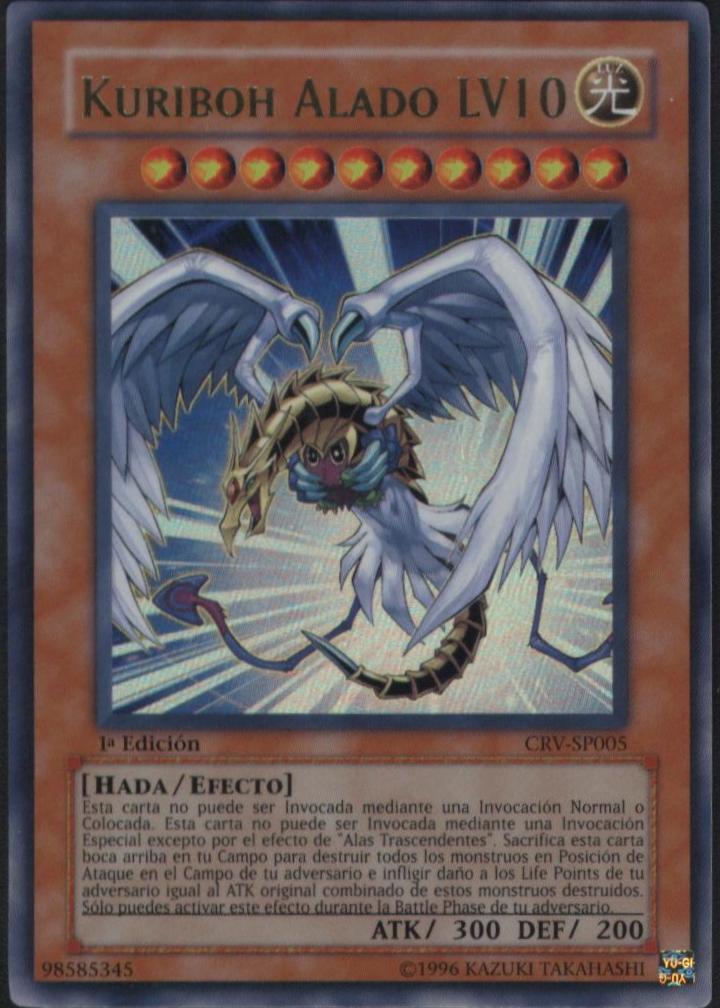 KURIBOH ALADO LV10
LUZ
光
1ª Edición
CRV-SP005
[HADA/EFECTO]
Esta carta no puede ser Invocada mediante una Invocación Normal o
Colocada. Esta carta no puede ser Invocada mediante una Invocación
Especial excepto por el efecto de "Alas Trascendentes". Sacrifica esta carta
boca arriba en tu Campo para destruir todos los monstruos en Posición de
Ataque en el Campo de tu adversario e infligir daño a los Life Points de tu
adversario igual al ATK original combinado de estos monstruos destruidos.
Sólo puedes activar este efecto durante la Battle Phase de tu adversario.
ATK/ 300 DEF/ 200
98585345
©1996 KAZUKI TAKAHASHI
YU-GI